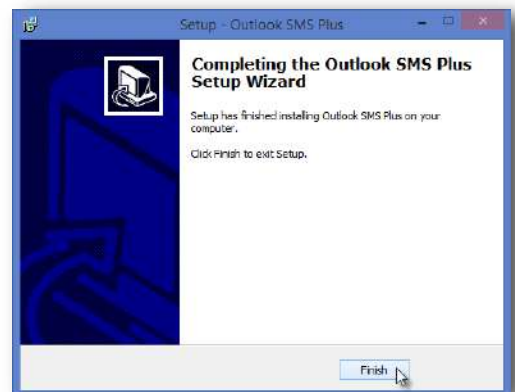 Setup - Outlook SMS Plus
Completing the Outlook SMS Plus
Setup Wizard
Setup has finished installing Outlook SMS Plus on your
computer.
Click Finish to exit Setup.
Finish